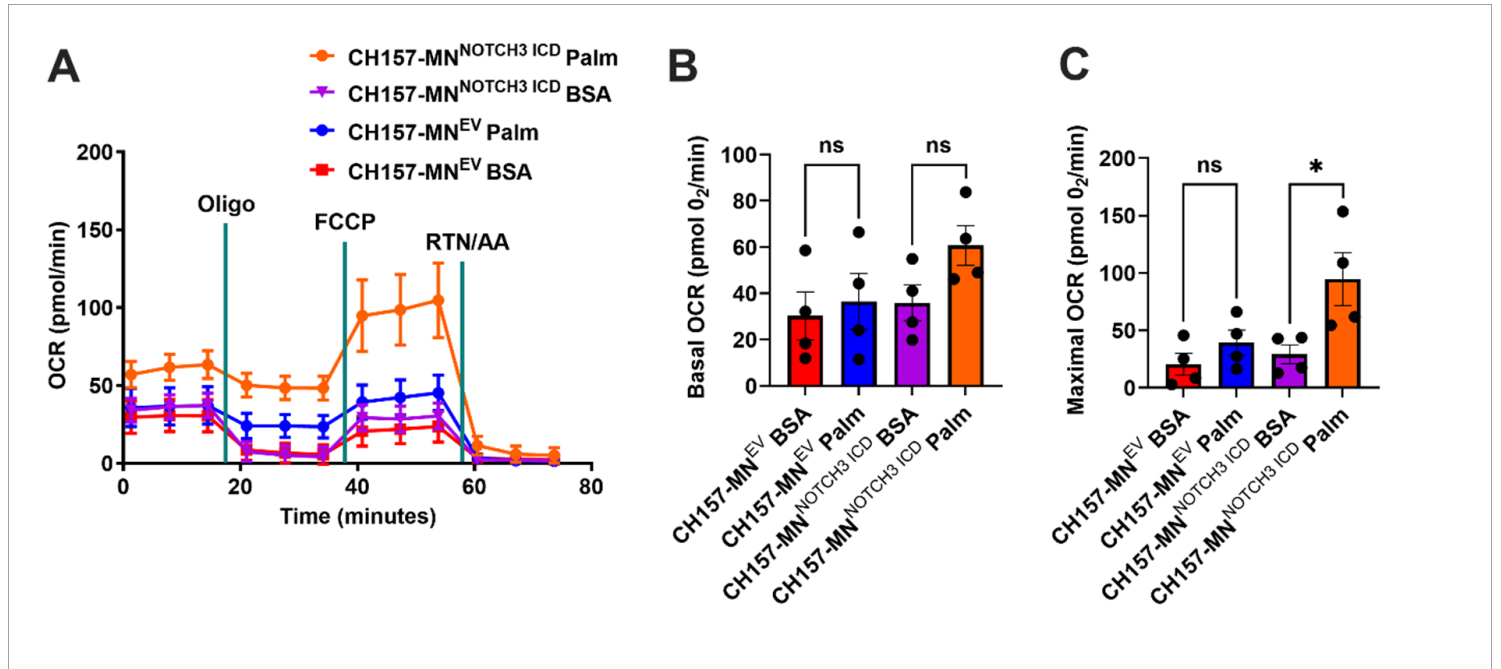 A
CH157-MN^NOTCH3 ICD Palm
CH157-MN^NOTCH3 ICD BSA
CH157-MN^EV Palm
CH157-MN^EV BSA
OCR (pmol/min)
200
150
100
50
0
Oligo
FCCP
RTN/AA
0 20 40 60 80
Time (minutes)
B
Basal OCR (pmol 0₂/min)
100
80
60
40
20
0
ns ns
CH157-MN^EV BSA
CH157-MN^EV Palm
CH157-MN^NOTCH3 ICD BSA
CH157-MN^NOTCH3 ICD Palm
C
Maximal OCR (pmol 0₂/min)
200
150
100
50
0
ns *
CH157-MN^EV BSA
CH157-MN^EV Palm
CH157-MN^NOTCH3 ICD BSA
CH157-MN^NOTCH3 ICD Palm